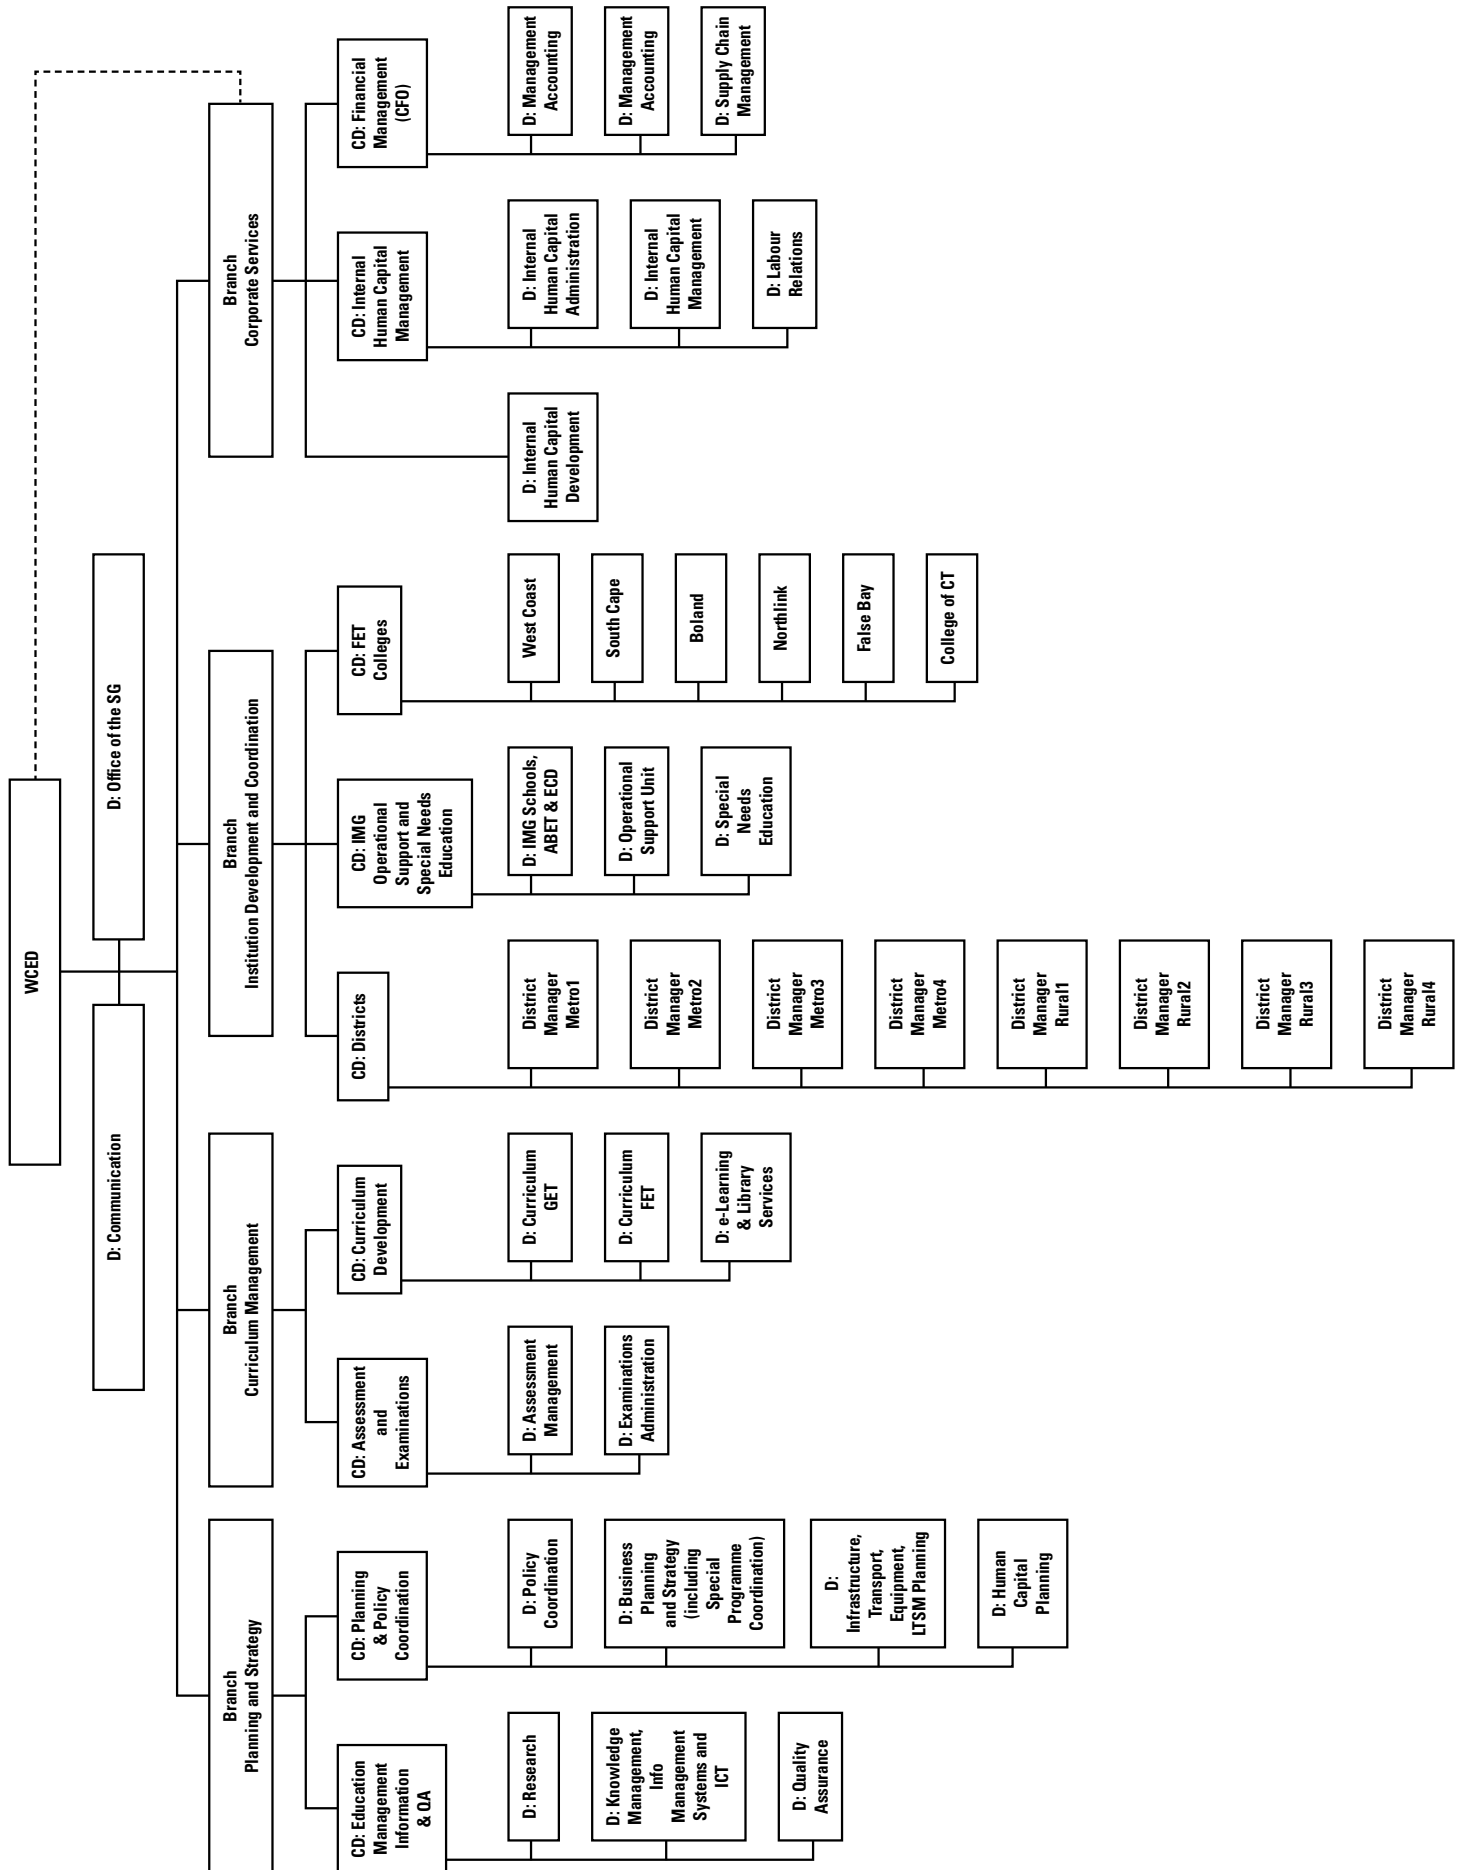 WCED
D: Communication
D: Office of the SG
Branch
Planning and Strategy
Branch
Curriculum Management
Branch
Institution Development and Coordination
Branch
Corporate Services
CD: Education
Management
Information
& QA
D: Research
D: Knowledge
Management,
Info
Management
Systems and
ICT
D: Quality
Assurance
CD: Planning
& Policy
Coordination
D: Policy
Coordination
D: Business
Planning
and Strategy
(including
Special
Programme
Coordination)
D:
Infrastructure,
Transport,
Equipment,
LTSM Planning
D: Human
Capital
Planning
CD: Assessment
and
Examinations
D: Assessment
Management
D: Examinations
Administration
CD: Curriculum
Development
D: Curriculum
GET
D: Curriculum
FET
D: e-Learning
& Library
Services
CD: Districts
District
Manager
Metro1
District
Manager
Metro2
District
Manager
Metro3
District
Manager
Metro4
District
Manager
Rural1
District
Manager
Rural2
District
Manager
Rural3
District
Manager
Rural4
CD: IMG
Operational
Support and
Special Needs
Education
D: IMG Schools,
ABET & ECD
D: Operational
Support Unit
D: Special
Needs
Education
CD: FET
Colleges
West Coast
South Cape
Boland
Northlink
False Bay
College of CT
D: Internal
Human Capital
Development
CD: Internal
Human Capital
Management
D: Internal
Human Capital
Administration
D: Internal
Human Capital
Management
D: Labour
Relations
CD: Financial
Management
(CFO)
D: Management
Accounting
D: Management
Accounting
D: Supply Chain
Management